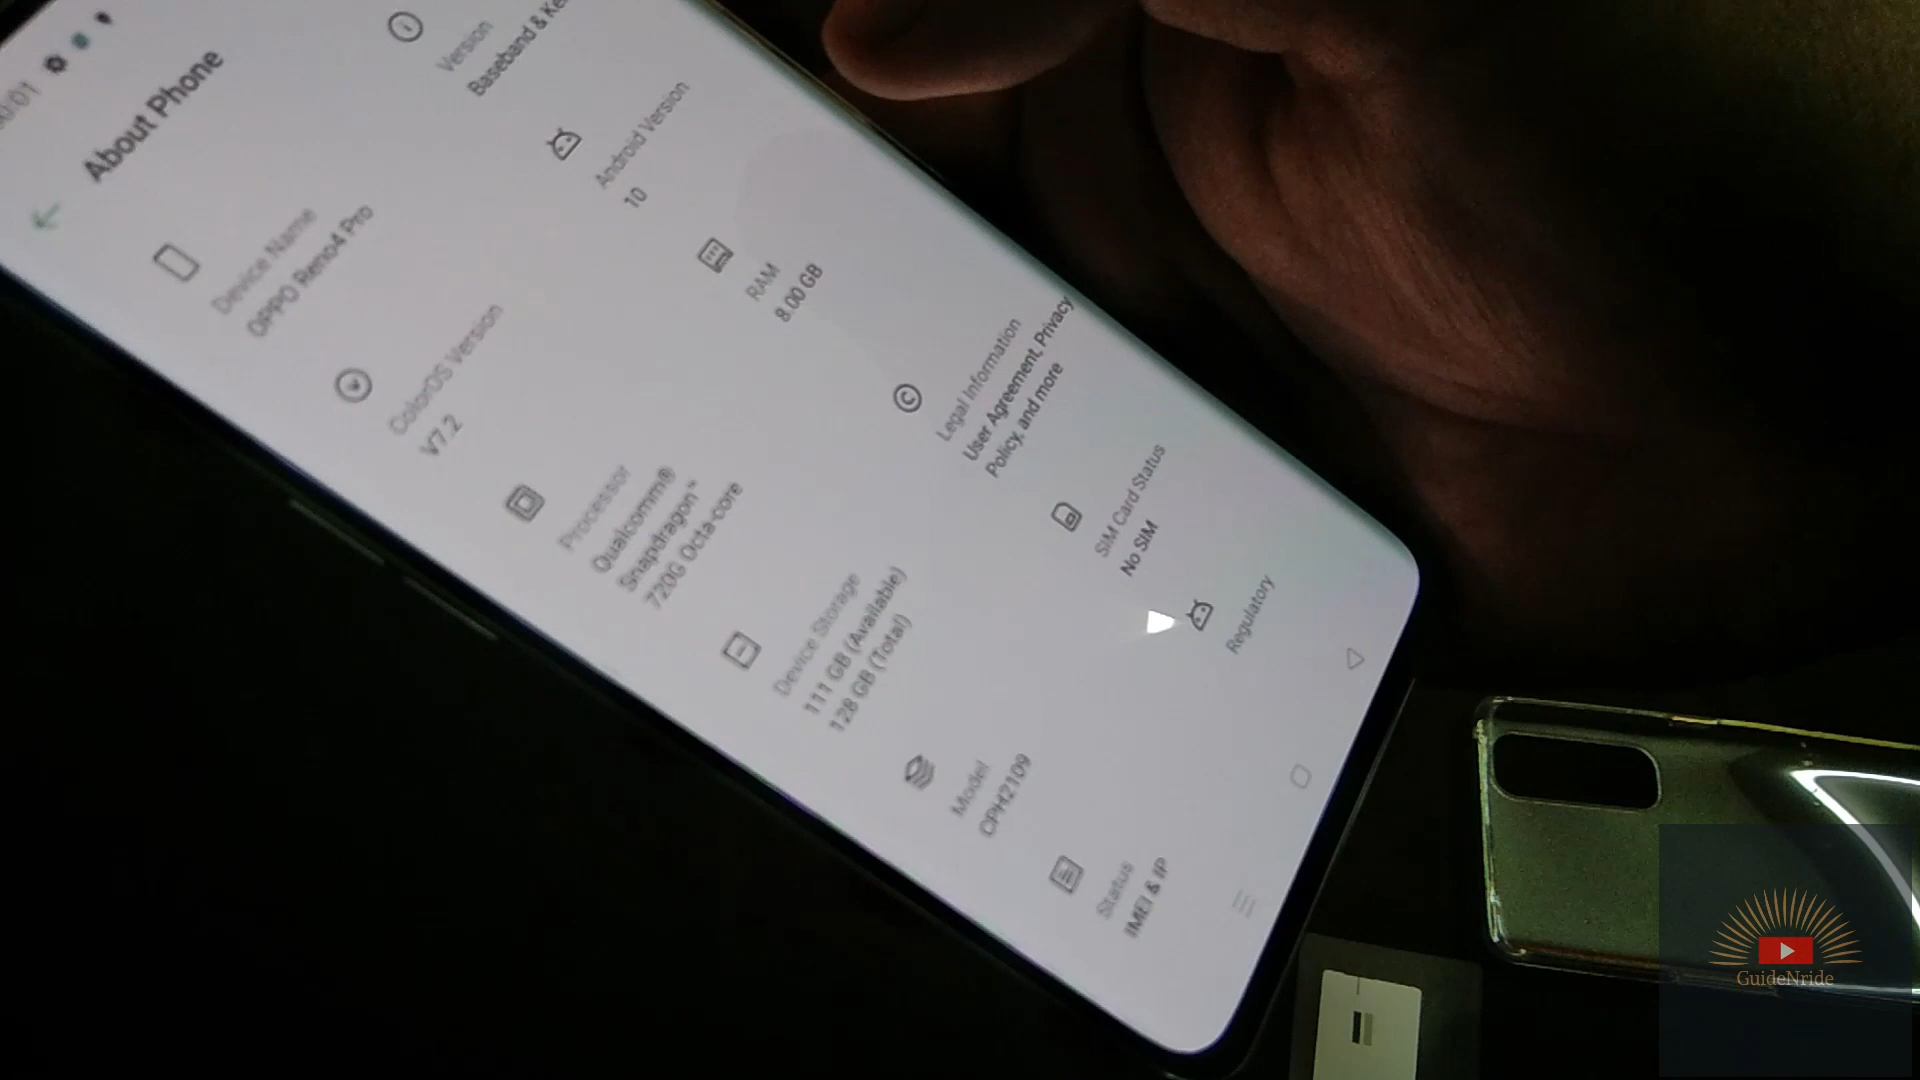 About Phone
Device Name
OPPO Reno4 Pro
Version
Baseband &
ColorOS Version
V7.2
Android Version
10
Processor
Qualcomm®
Snapdragon™
720G Octa-core
RAM
8.00 GB
Device Storage
111 GB (Available)
128 GB (Total)
Legal Information
User Agreement, Privacy
Policy, and more
Model
CPH2109
SIM Card Status
No SIM
Status
IMEI & IP
Regulatory
GuideNride